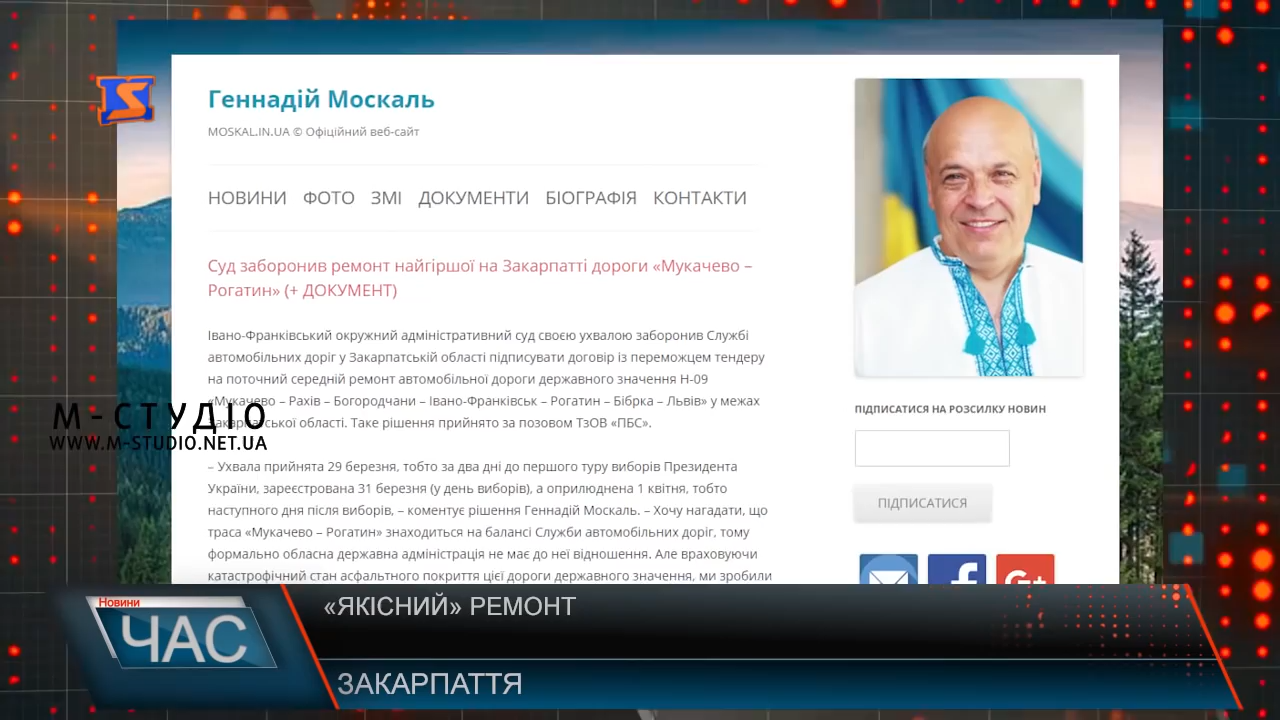 Геннадій Москаль
MOSKAL.IN.UA © Офіційний веб-сайт
НОВИНИ ФОТО ЗМІ ДОКУМЕНТИ БІОГРАФІЯ КОНТАКТИ
Суд заборонив ремонт найгіршої на Закарпатті дороги «Мукачево –
Рогатин» (+ ДОКУМЕНТ)
Івано-Франківський окружний адміністративний суд своєю ухвалою заборонив Службі
автомобільних доріг у Закарпатській області підписувати договір із переможцем тендеру
на поточний середній ремонт автомобільної дороги державного значення Н-09
«Мукачево – Рахів – Богородчани – Івано-Франківськ – Рогатин – Бібрка – Львів» у межах
Закарпатської області. Таке рішення прийнято за позовом ТзОВ «ПБС».
– Ухвала прийнята 29 березня, тобто за два дні до першого туру виборів Президента
України, зареєстрована 31 березня (у день виборів), а оприлюднена 1 квітня, тобто
наступного дня після виборів, – коментує рішення Геннадій Москаль. – Хочу нагадати, що
траса «Мукачево – Рогатин» знаходиться на балансі Служби автомобільних доріг, тому
формально обласна державна адміністрація не має до неї відношення. Але враховуючи
катастрофічний стан асфальтного покриття цієї дороги державного значення, ми зробили
ПІДПИСАТИСЯ НА РОЗСИЛКУ НОВИН
ПІДПИСАТИСЯ
f
G+
М-СТУДІО
WWW.M-STUDIO.NET.UA
Новини
ЧАС
«ЯКІСНИЙ» РЕМОНТ
ЗАКАРПАТТЯ